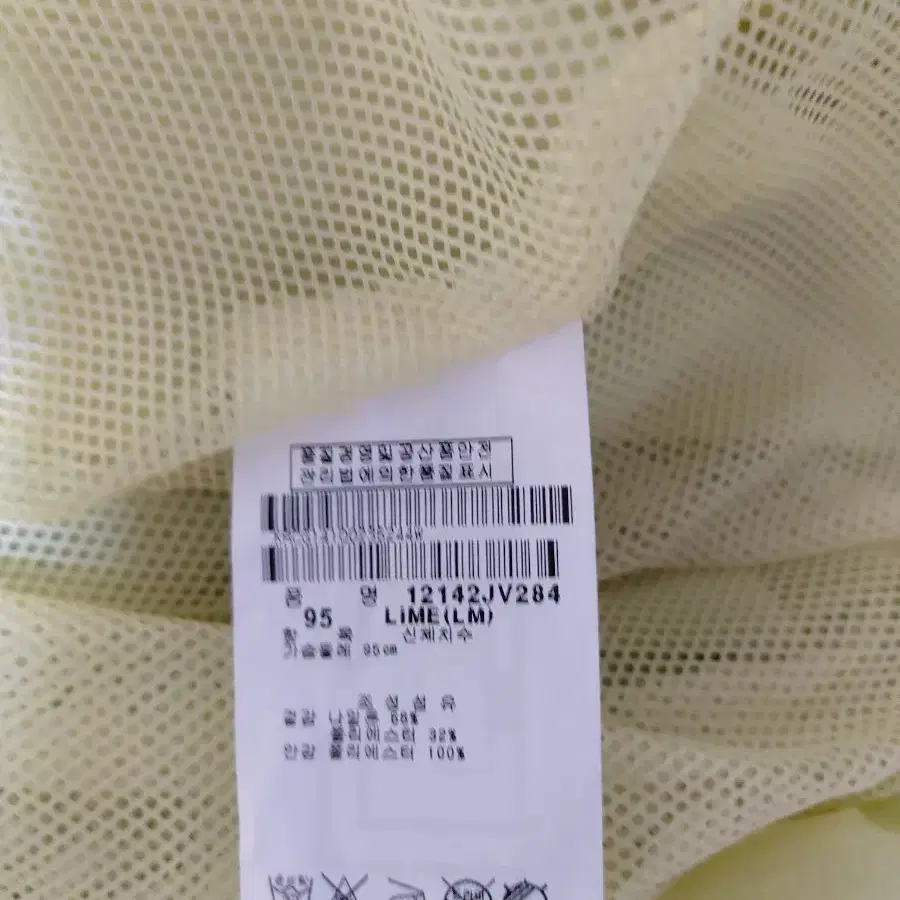 품질경영및공산품안전
관리법에의한품질표시
품 명 12142JV284
95 LiME(LM)
항 목 신체치수
가슴둘레 95cm
조 성 섬 유
겉감 나일론 68%
폴리에스터 32%
안감 폴리에스터 100%